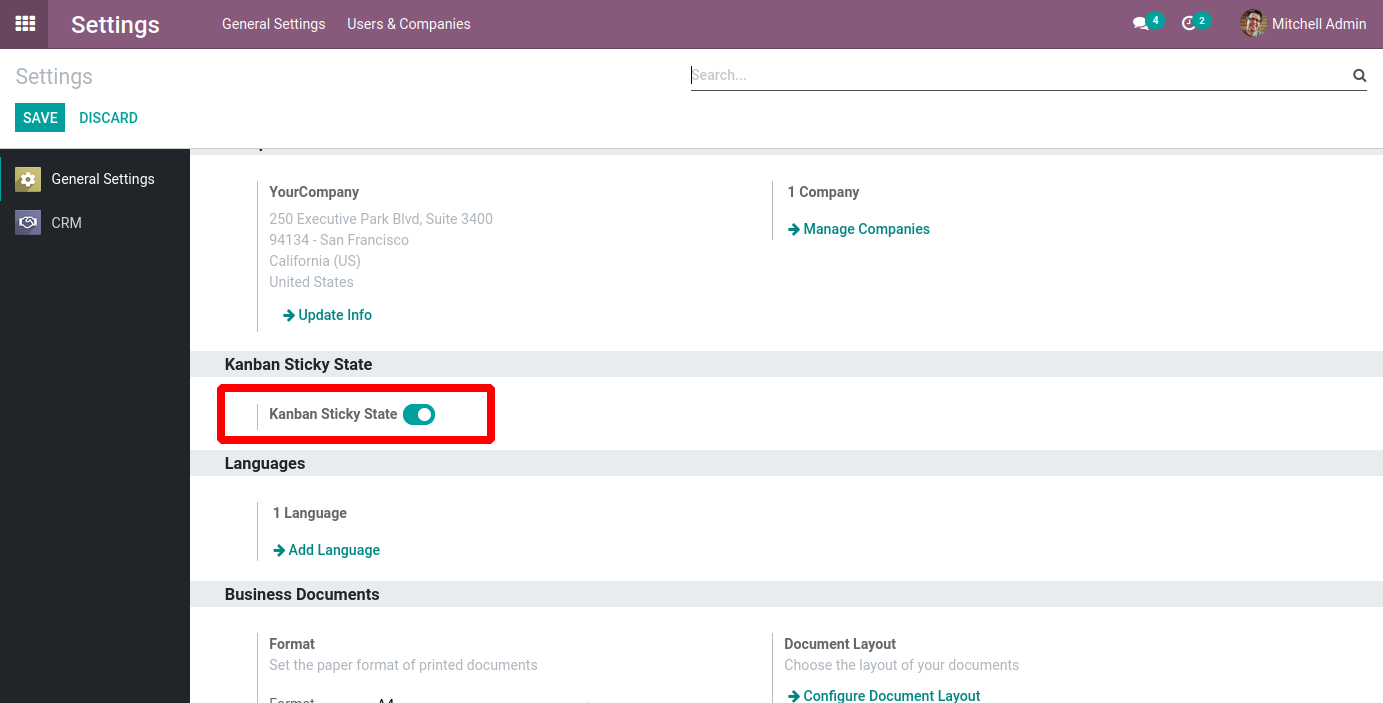 Settings
General Settings
Users & Companies
4
2
Mitchell Admin
Settings
Search...
SAVE
DISCARD
General Settings
CRM
YourCompany
250 Executive Park Blvd, Suite 3400
94134 - San Francisco
California (US)
United States
Update Info
1 Company
Manage Companies
Kanban Sticky State
Kanban Sticky State
Languages
1 Language
Add Language
Business Documents
Format
Set the paper format of printed documents
Format A4
Document Layout
Choose the layout of your documents
Configure Document Layout